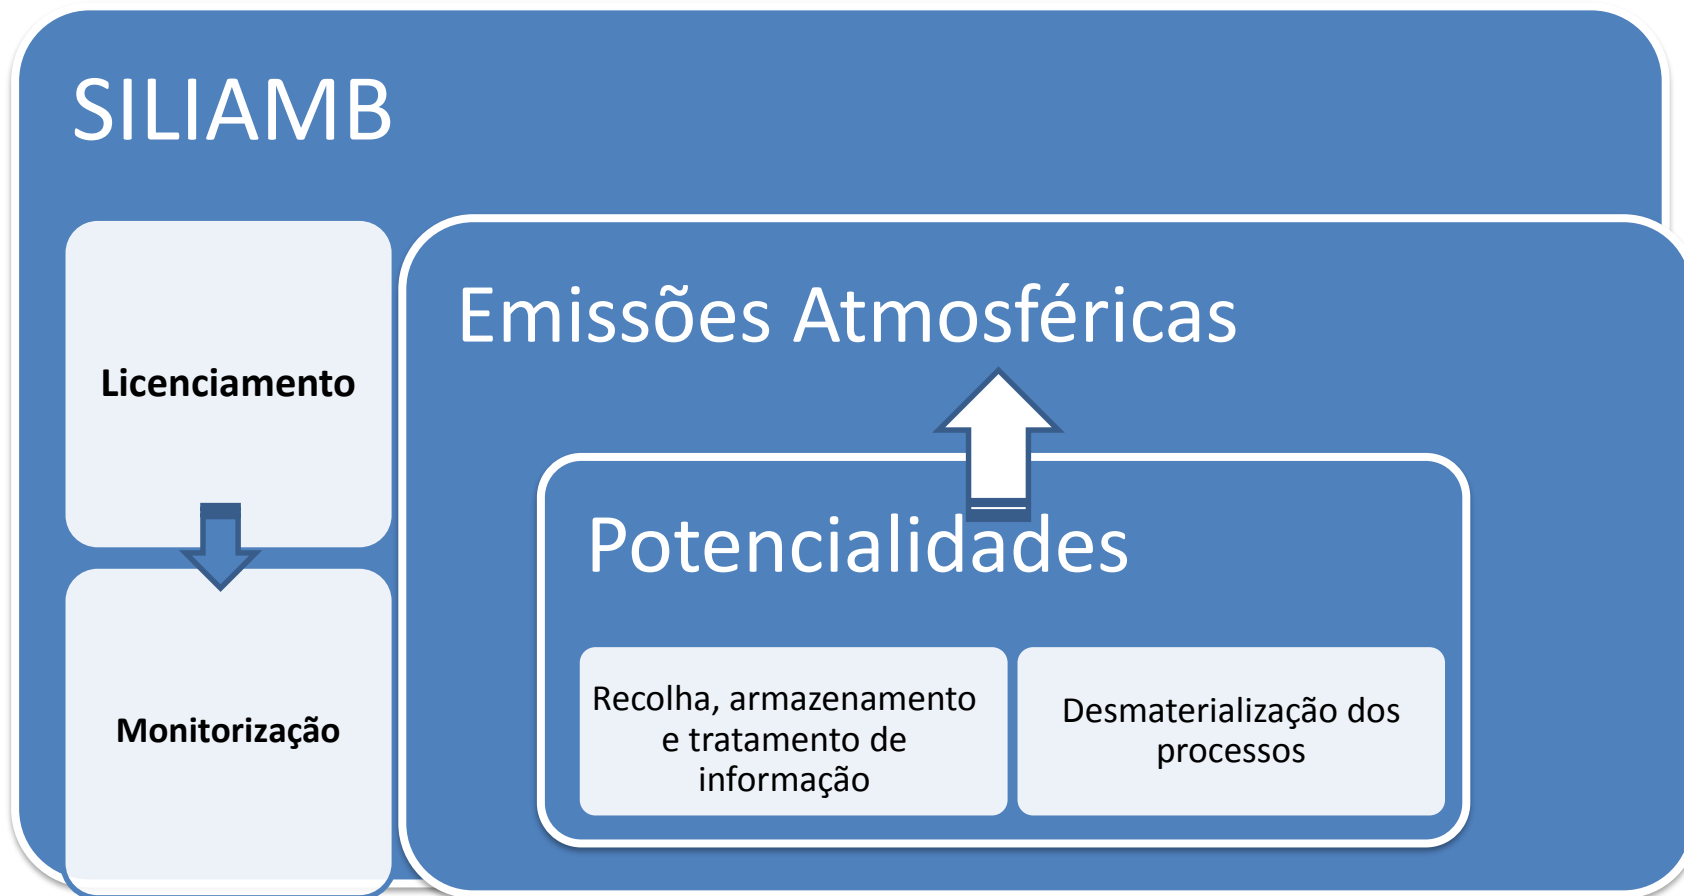 SILIAMB
Licenciamento
Monitorização
Emissões Atmosféricas
Potencialidades
Recolha, armazenamento
e tratamento de
informação
Desmaterialização dos
processos